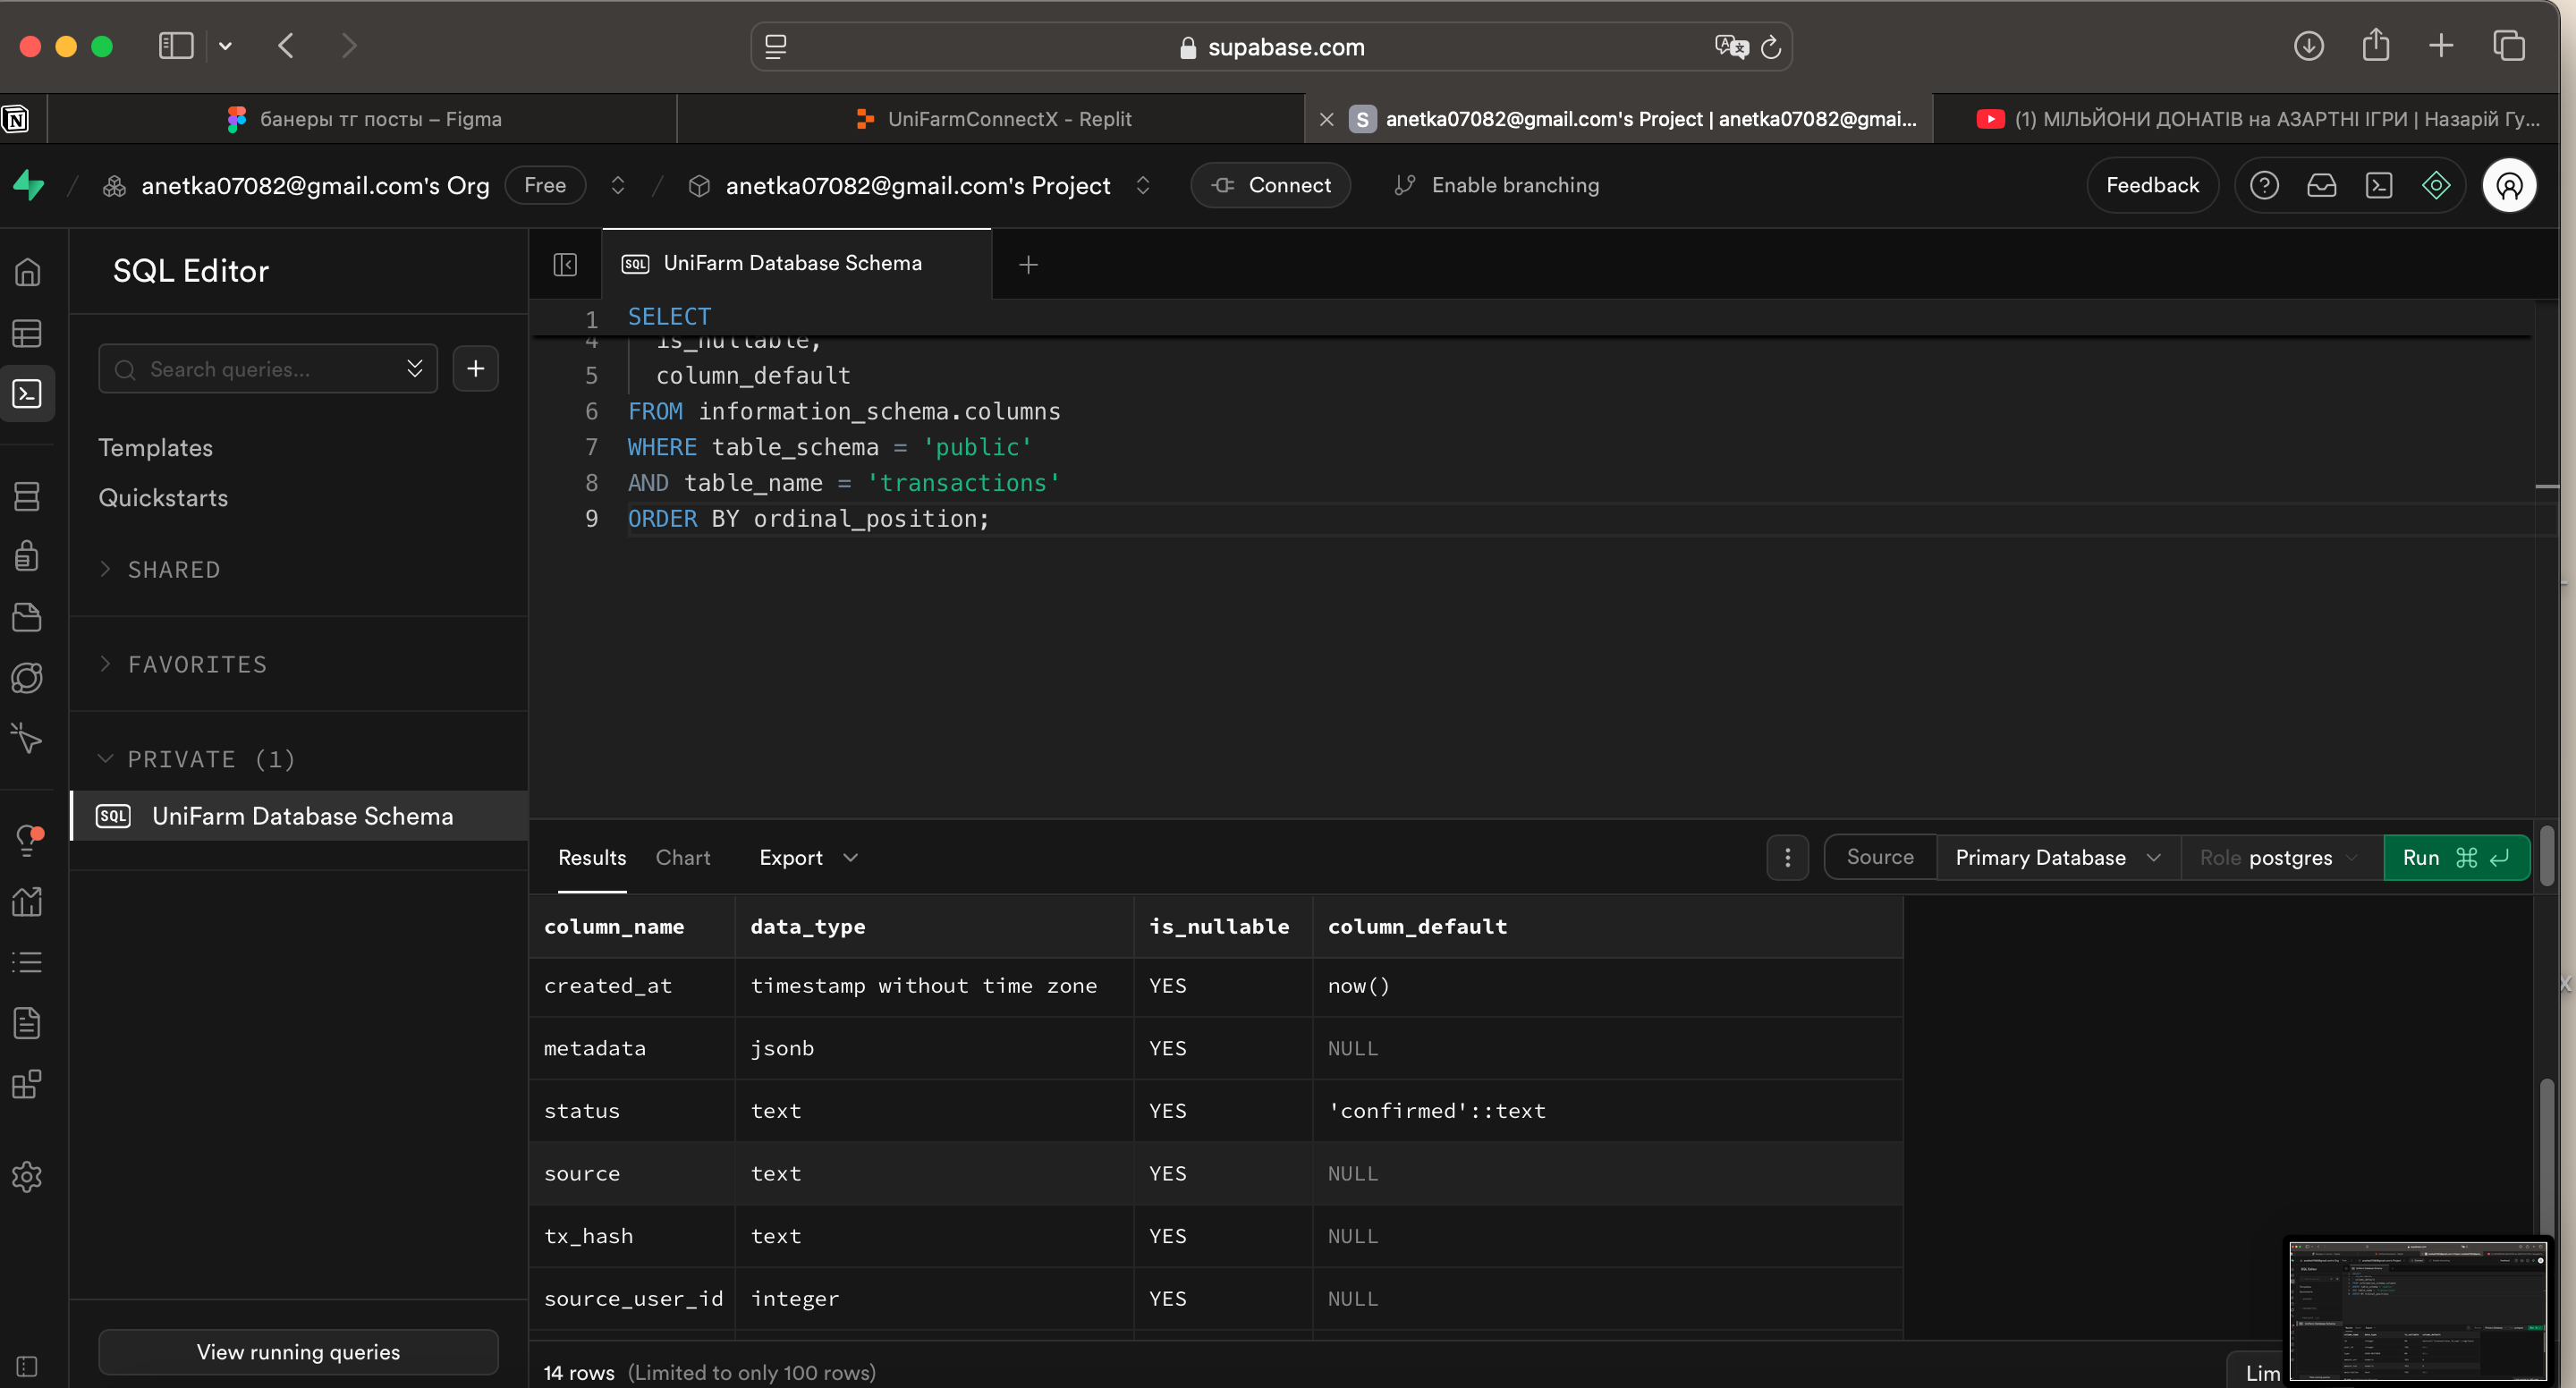 supabase.com
банеры тг посты – Figma
UniFarmConnectX - Replit
S anetka07082@gmail.com's Project | anetka07082@gmai...
(1) МІЛЬЙОНИ ДОНАТІВ на АЗАРТНІ ІГРИ | Назарій Гу...
anetka07082@gmail.com's Org
Free
anetka07082@gmail.com's Project
Connect
Enable branching
Feedback
SQL Editor
SQL UniFarm Database Schema
Search queries...
Templates
Quickstarts
SHARED
FAVORITES
PRIVATE (1)
SQL UniFarm Database Schema
View running queries
1 SELECT
4 is_nullable,
5 column_default
6 FROM information_schema.columns
7 WHERE table_schema = 'public'
8 AND table_name = 'transactions'
9 ORDER BY ordinal_position;
Results Chart Export
Source Primary Database Role postgres Run ⌘
column_name data_type is_nullable column_default
created_at timestamp without time zone YES now()
metadata jsonb YES NULL
status text YES 'confirmed'::text
source text YES NULL
tx_hash text YES NULL
source_user_id integer YES NULL
14 rows (Limited to only 100 rows)
Lim